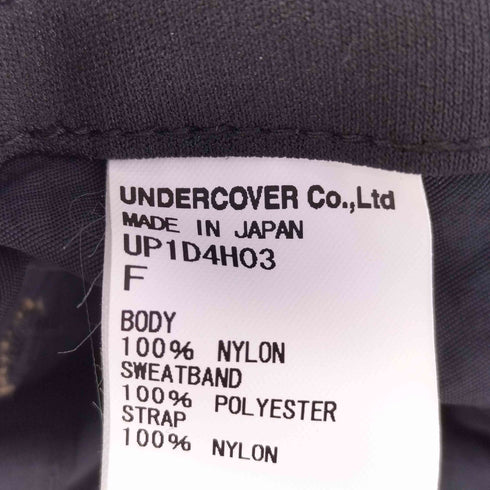 UNDERCOVER Co.,Ltd
MADE IN JAPAN
UP1D4H03
F
BODY
100% NYLON
SWEATBAND
100% POLYESTER
STRAP
100% NYLON